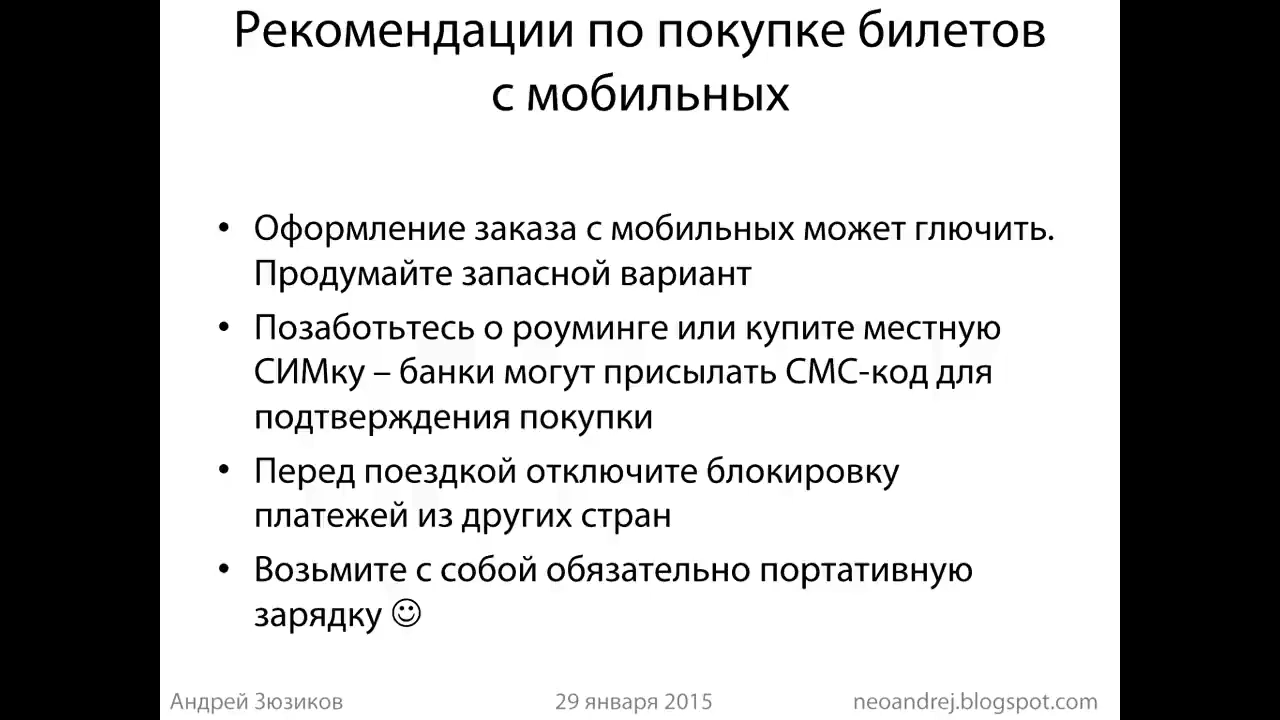 Рекомендации по покупке билетов
с мобильных
• Оформление заказа с мобильных может глючить.
Продумайте запасной вариант
• Позаботьтесь о роуминге или купите местную
СИМку – банки могут присылать СМС-код для
подтверждения покупки
• Перед поездкой отключите блокировку
платежей из других стран
• Возьмите с собой обязательно портативную
зарядку ☺
Андрей Зюзиков
29 января 2015
neoandrej.blogspot.com